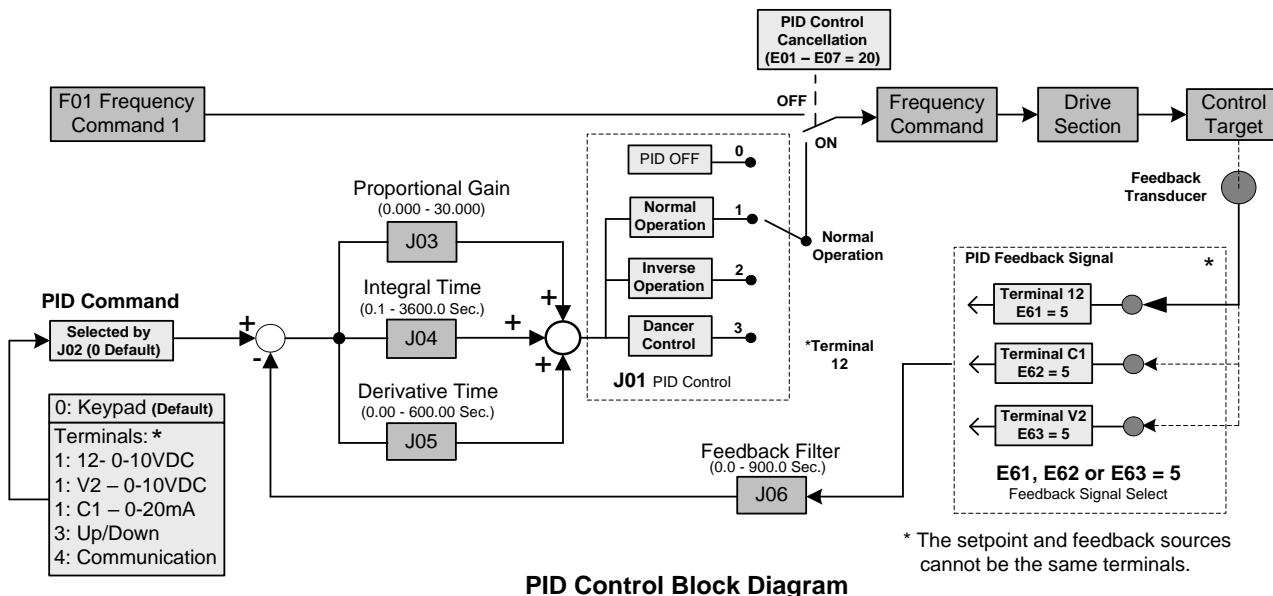 PID Control
Cancellation
(E01 – E07 = 20)
OFF
ON
F01 Frequency
Command 1
Frequency
Command
Drive
Section
Control
Target
Feedback
Transducer
PID OFF
0
Normal
Operation
1
Inverse
Operation
2
Dancer
Control
3
J01 PID Control
Normal
Operation
*Terminal
12
Proportional Gain
(0.000 - 30.000)
J03
+
Integral Time
(0.1 - 3600.0 Sec.)
J04
+
Derivative Time
(0.00 - 600.00 Sec.)
J05
+
PID Command
Selected by
J02 (0 Default)
+
-
0: Keypad (Default)
Terminals: *
1: 12- 0-10VDC
1: V2 – 0-10VDC
1: C1 – 0-20mA
3: Up/Down
4: Communication
Feedback Filter
(0.0 - 900.0 Sec.)
J06
PID Feedback Signal
*
Terminal 12
E61 = 5
Terminal C1
E62 = 5
Terminal V2
E63 = 5
E61, E62 or E63 = 5
Feedback Signal Select
* The setpoint and feedback sources
cannot be the same terminals.
PID Control Block Diagram